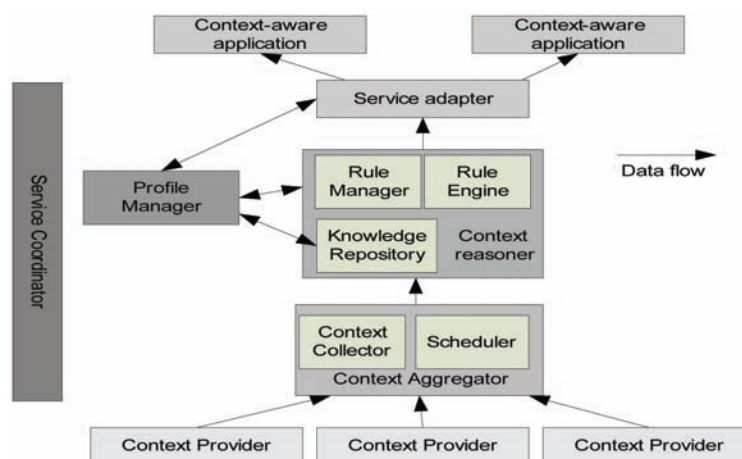 Context-aware
application
Context-aware
application
Service adapter
Service Coordinator
Profile
Manager
Rule
Manager
Rule
Engine
Data flow
Knowledge
Repository
Context
reasoner
Context
Collector
Scheduler
Context Aggregator
Context Provider
Context Provider
Context Provider